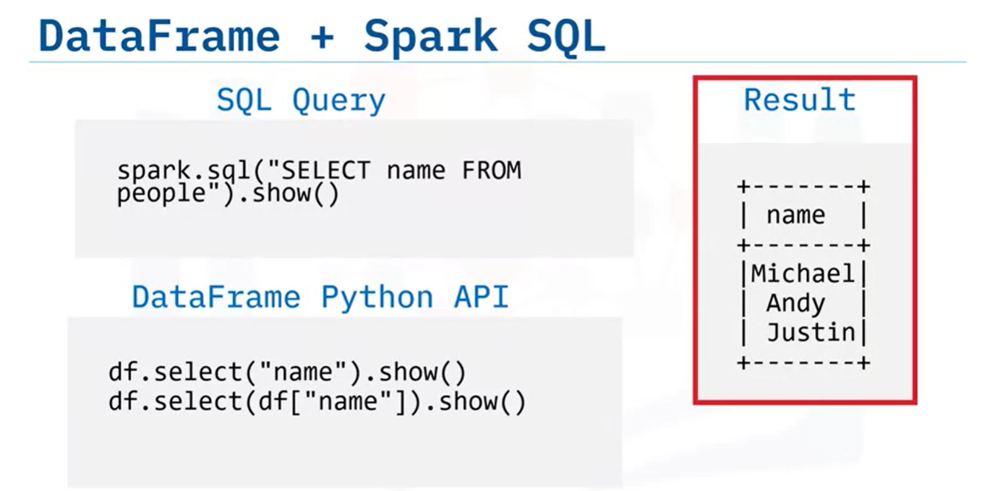 DataFrame + Spark SQL
SQL Query
spark.sql("SELECT name FROM
people").show()
DataFrame Python API
df.select("name").show()
df.select(df["name"]).show()
Result
+-------+
| name  |
+-------+
|Michael|
| Andy  |
| Justin|
+-------+